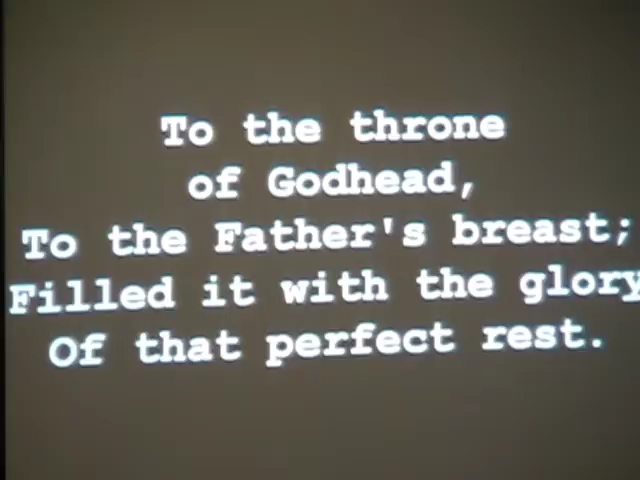 To the throne
of Godhead,
To the Father's breast;
Filled it with the glory
Of that perfect rest.